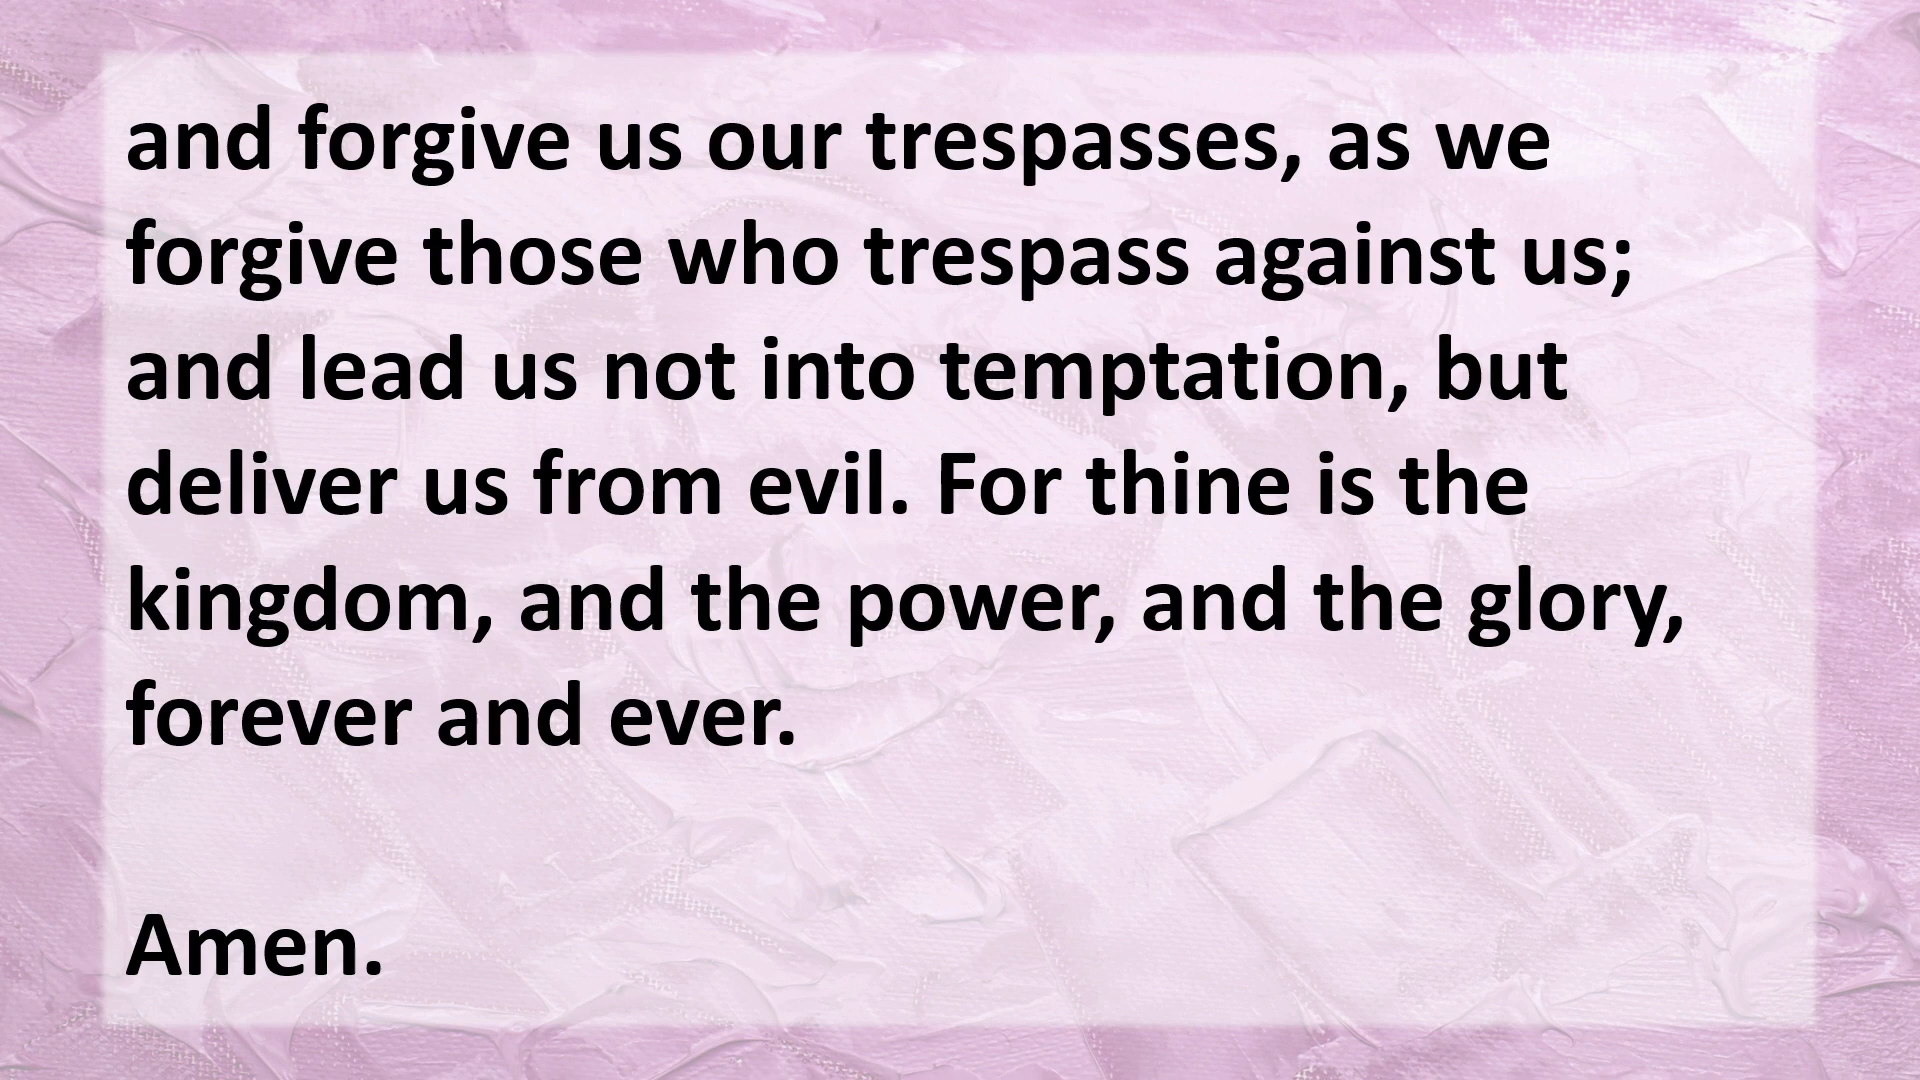 and forgive us our trespasses, as we
forgive those who trespass against us;
and lead us not into temptation, but
deliver us from evil. For thine is the
kingdom, and the power, and the glory,
forever and ever.
Amen.